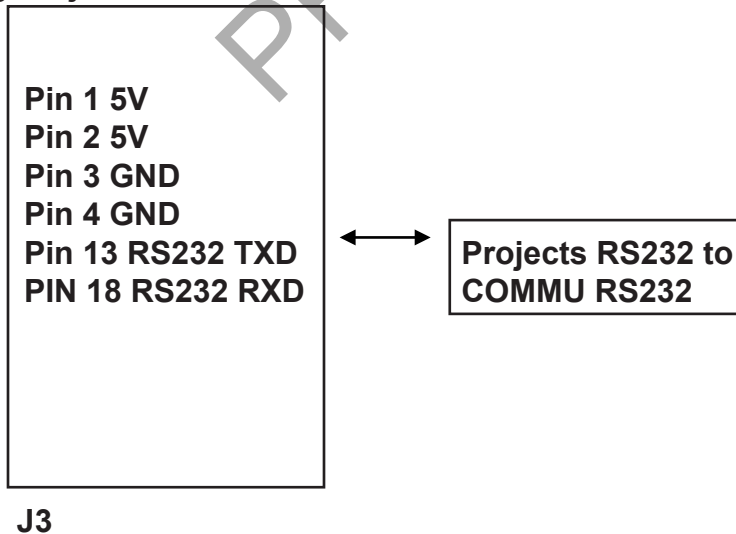 Pin 1 5V
Pin 2 5V
Pin 3 GND
Pin 4 GND
Pin 13 RS232 TXD
PIN 18 RS232 RXD
Projects RS232 to
COMMU RS232
J3